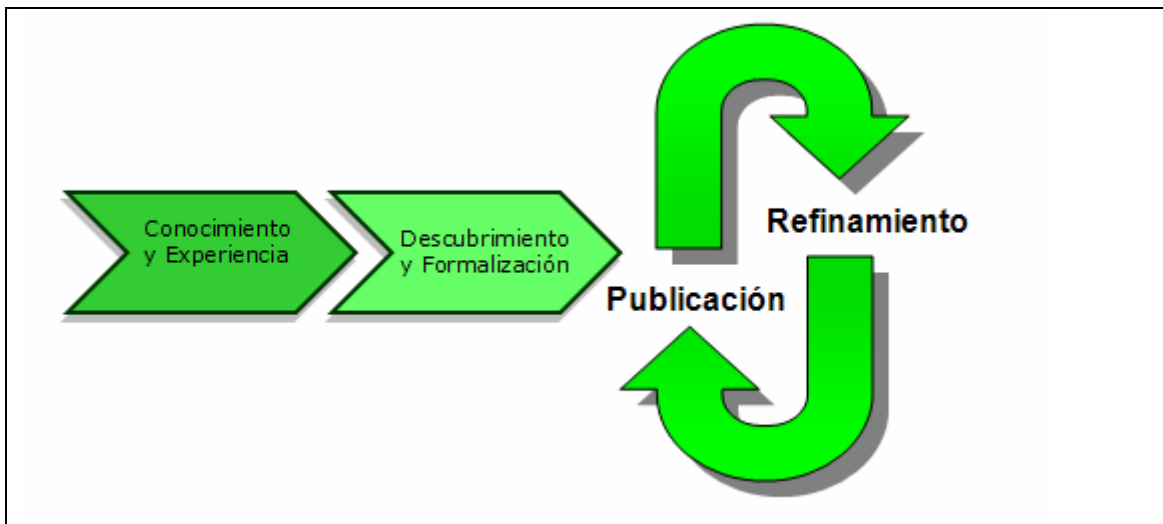 Conocimiento
y Experiencia
Descubrimiento
y Formalización
Refinamiento
Publicación